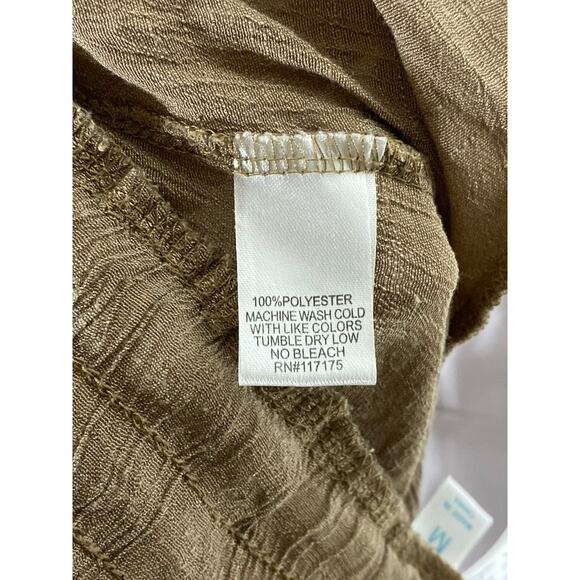 100%POLYESTER
MACHINE WASH COLD
WITH LIKE COLORS
TUMBLE DRY LOW
NO BLEACH
RN#117175
M